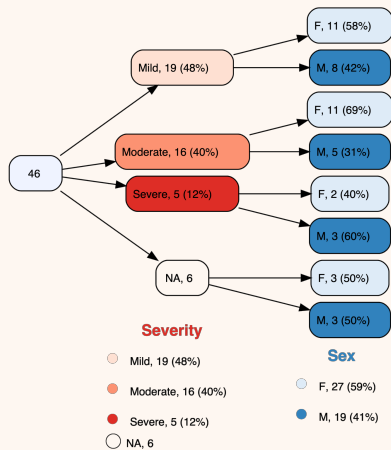 46
Mild, 19 (48%)
Moderate, 16 (40%)
Severe, 5 (12%)
NA, 6
F, 11 (58%)
M, 8 (42%)
F, 11 (69%)
M, 5 (31%)
F, 2 (40%)
M, 3 (60%)
F, 3 (50%)
M, 3 (50%)
Severity
Mild, 19 (48%)
Moderate, 16 (40%)
Severe, 5 (12%)
NA, 6
Sex
F, 27 (59%)
M, 19 (41%)